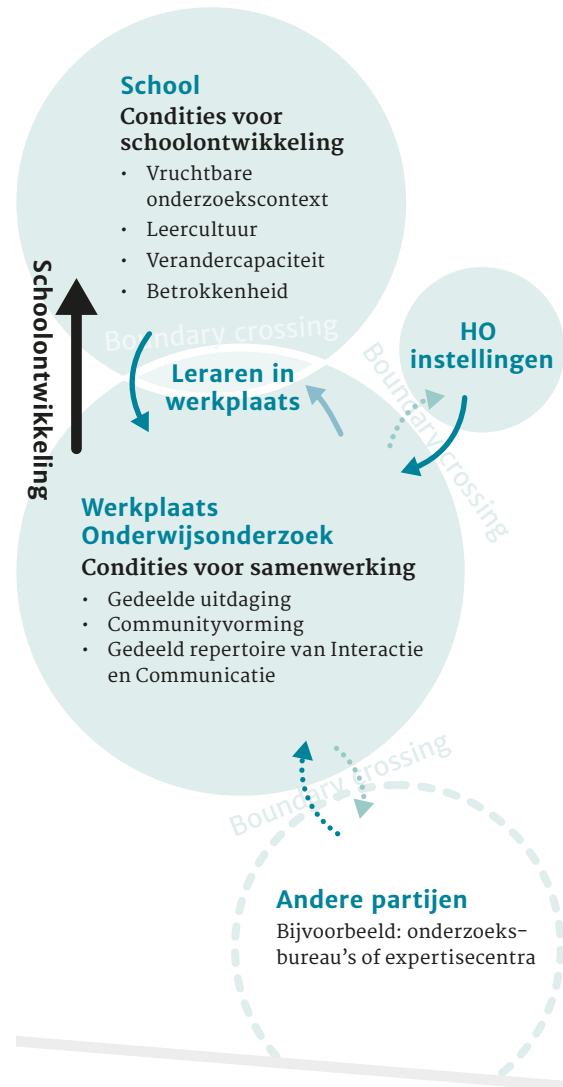 School
Condities voor
schoolontwikkeling
• Vruchtbare
onderzoekscontext
• Leercultuur
• Verandercapaciteit
• Betrokkenheid
Schoolontwikkeling
Boundary crossing
Leraren in
werkplaats
HO
instellingen
Boundary crossing
Werkplaats
Onderwijsonderzoek
Condities voor samenwerking
• Gedeelde uitdaging
• Communityvorming
• Gedeeld repertoire van Interactie
en Communicatie
Boundary crossing
Andere partijen
Bijvoorbeeld: onderzoeks-
bureau's of expertisecentra